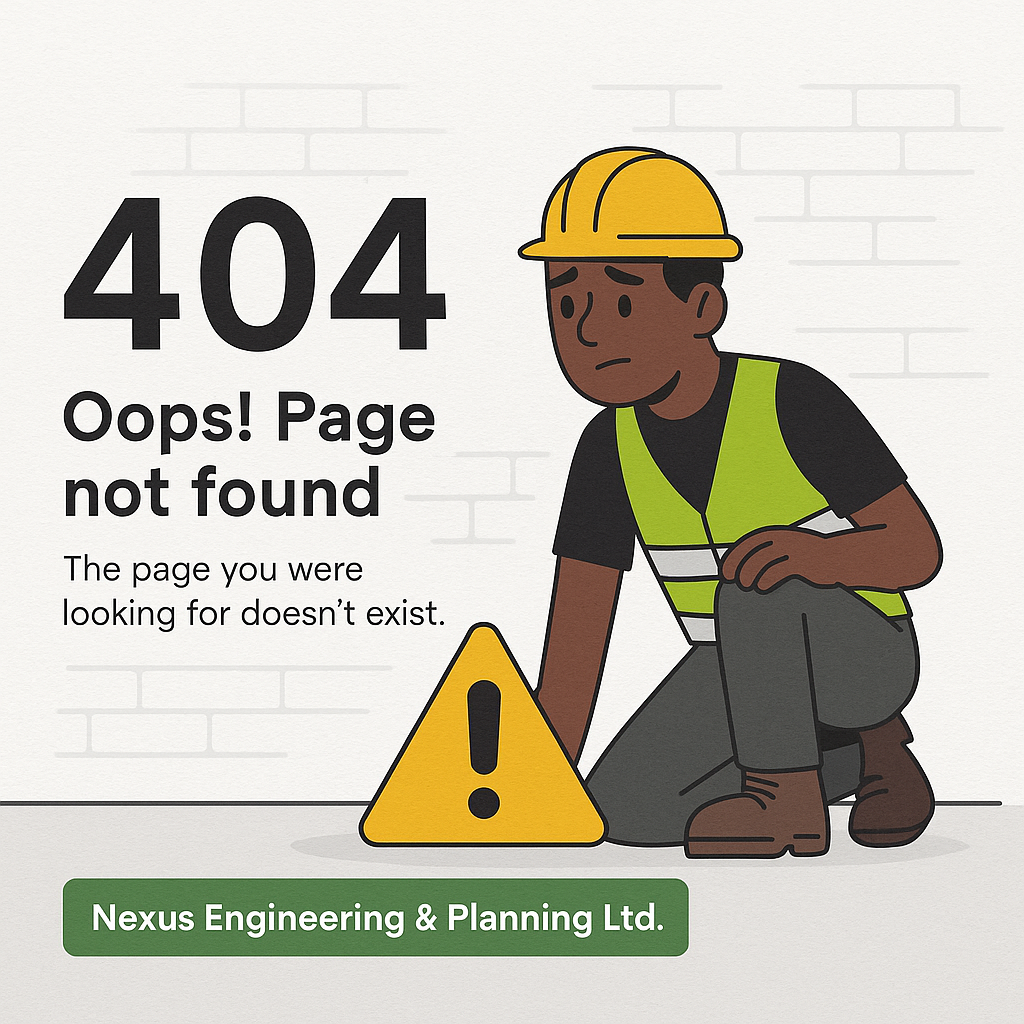 404
Oops! Page
not found
The page you were
looking for doesn’t exist.
!
Nexus Engineering & Planning Ltd.